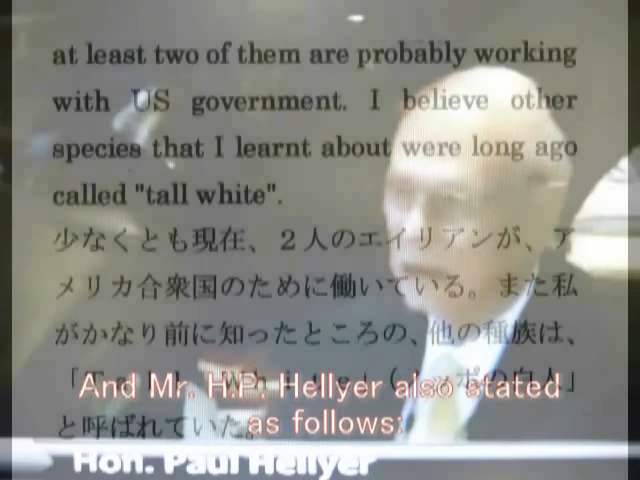 at least two of them are probably working
with US government. I believe other
species that I learnt about were long ago
called "tall white".
少なくとも現在、２人のエイリアンが、ア
メリカ合衆国のために働いている。また私
がかなり前に知ったところの、他の種族は、
の白人」
And Mr. H.P. Hellyer also stated
と呼ばれていた。
as follows:
Hon. Paul Hellyer